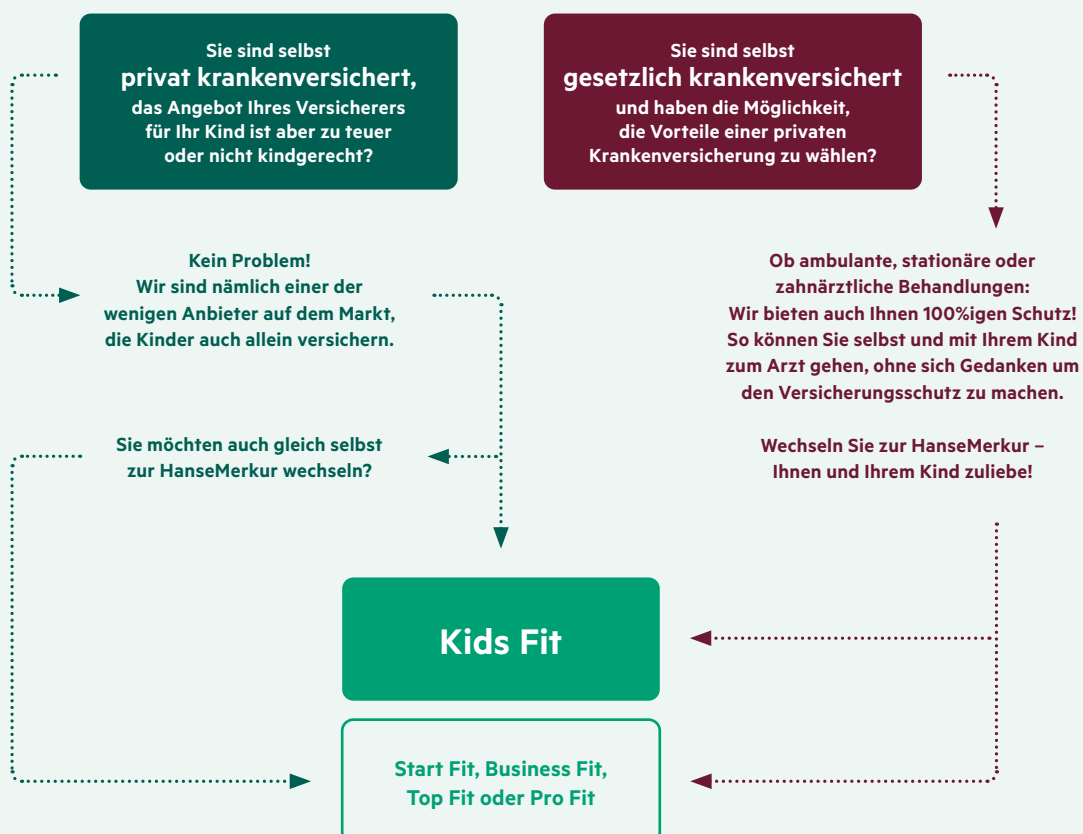 Sie sind selbst
privat krankenversichert,
das Angebot Ihres Versicherers
für Ihr Kind ist aber zu teuer
oder nicht kindgerecht?
Sie sind selbst
gesetzlich krankenversichert
und haben die Möglichkeit,
die Vorteile einer privaten
Krankenversicherung zu wählen?
Kein Problem!
Wir sind nämlich einer der
wenigen Anbieter auf dem Markt,
die Kinder auch allein versichern.
Ob ambulante, stationäre oder
zahnärztliche Behandlungen:
Wir bieten auch Ihnen 100%igen Schutz!
So können Sie selbst und mit Ihrem Kind
zum Arzt gehen, ohne sich Gedanken um
den Versicherungsschutz zu machen.
Sie möchten auch gleich selbst
zur HanseMerkur wechseln?
Wechseln Sie zur HanseMerkur –
Ihnen und Ihrem Kind zuliebe!
Kids Fit
Start Fit, Business Fit,
Top Fit oder Pro Fit